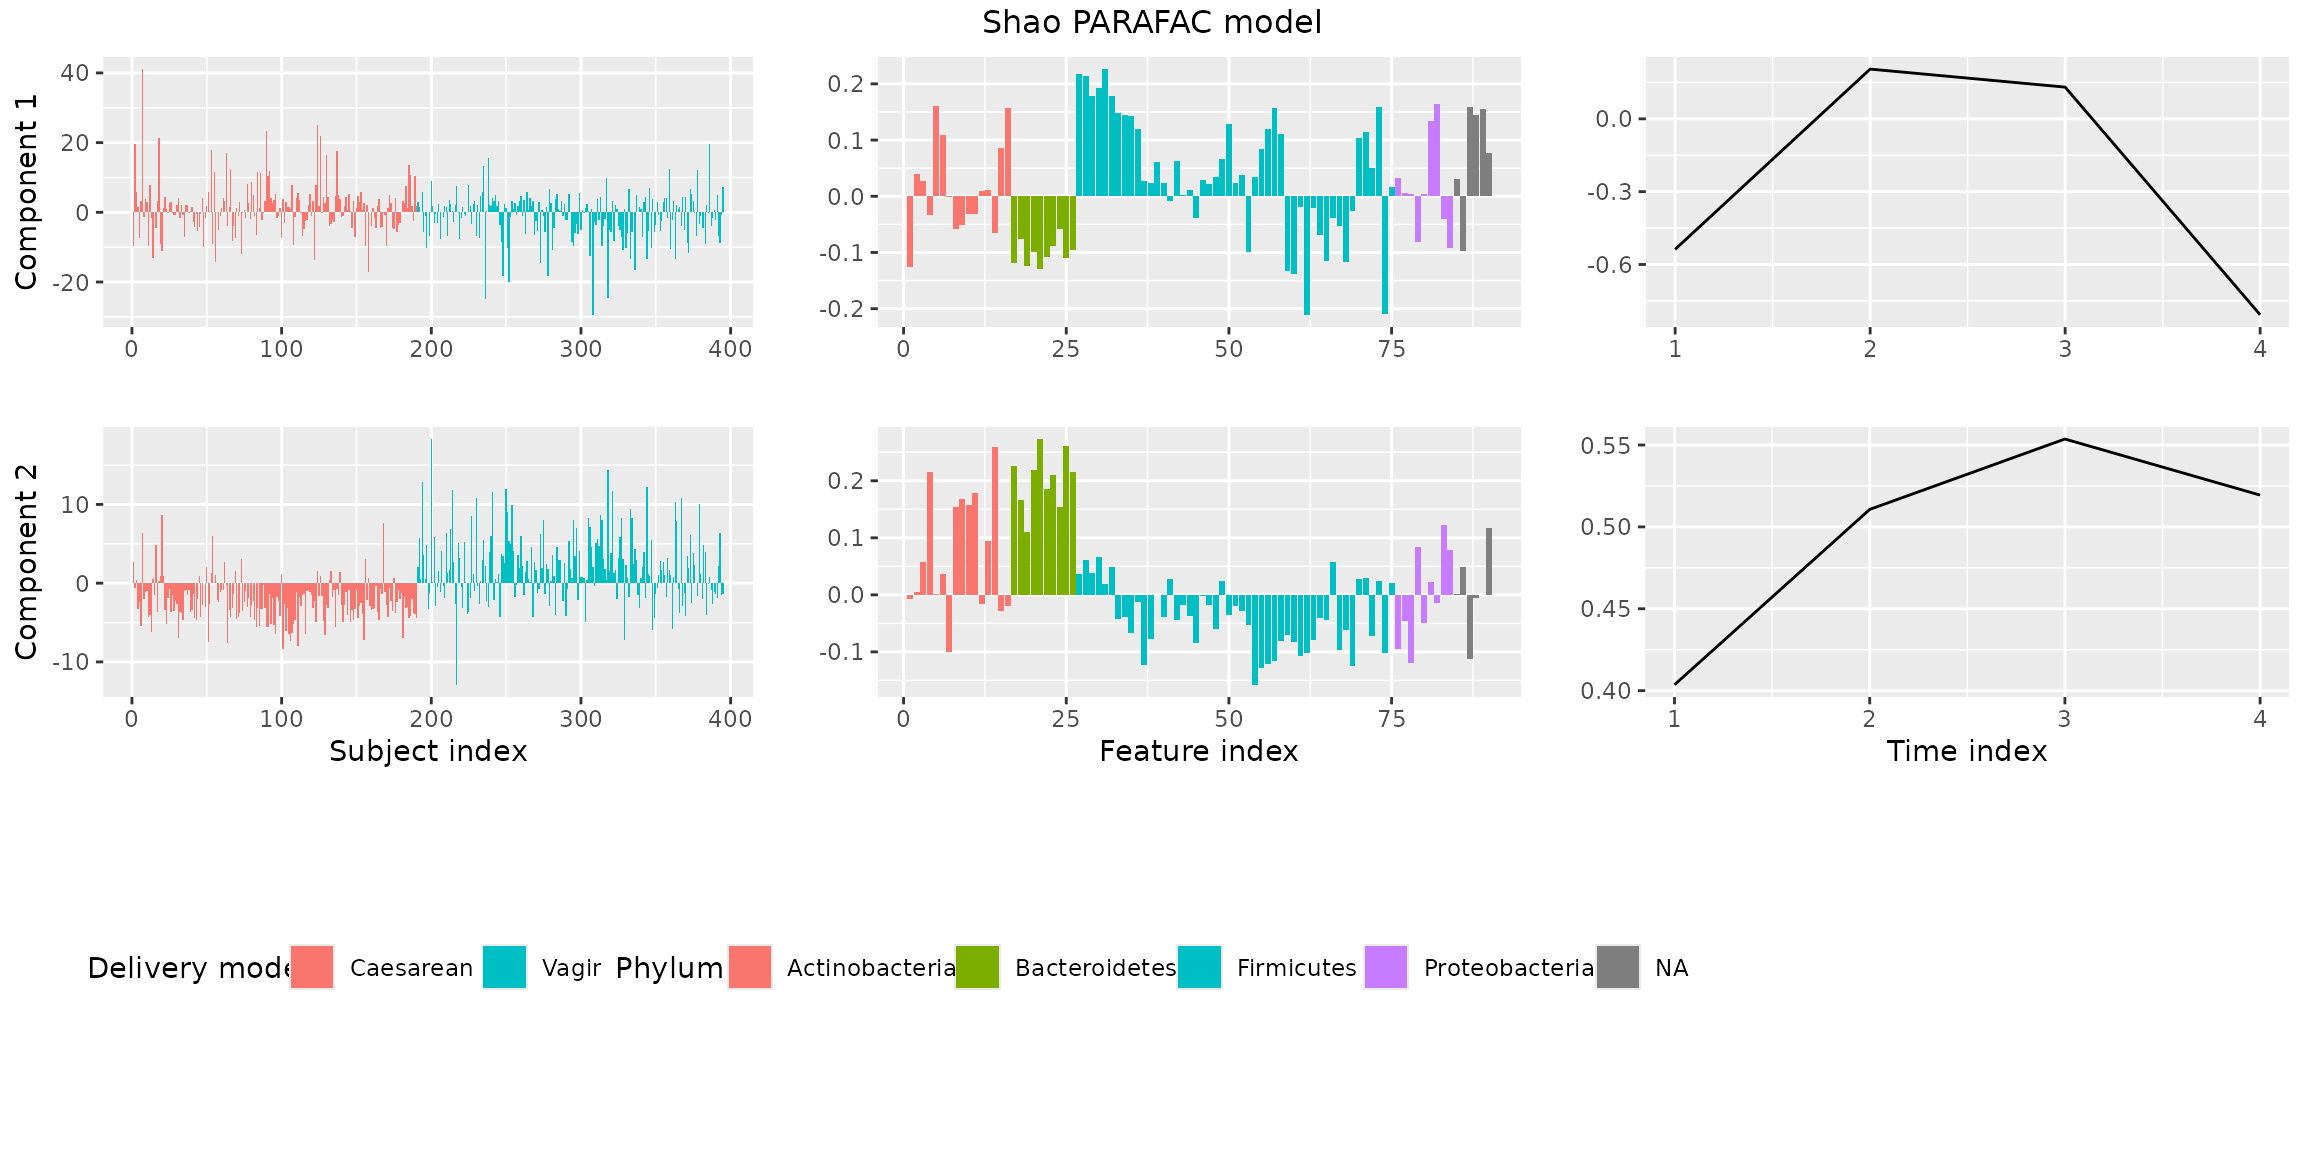 Shao PARAFAC model
Component 1
40
20
0
-20
0 100 200 300 400
0.2
0.1
0.0
-0.1
-0.2
0 25 50 75
0.0
-0.3
-0.6
1 2 3 4
Component 2
10
0
-10
0 100 200 300 400
Subject index
0.2
0.1
0.0
-0.1
0 25 50 75
Feature index
0.55
0.50
0.45
0.40
1 2 3 4
Time index
Delivery mode Caesarean Vagir Phylum Actinobacteria Bacteroidetes Firmicutes Proteobacteria NA